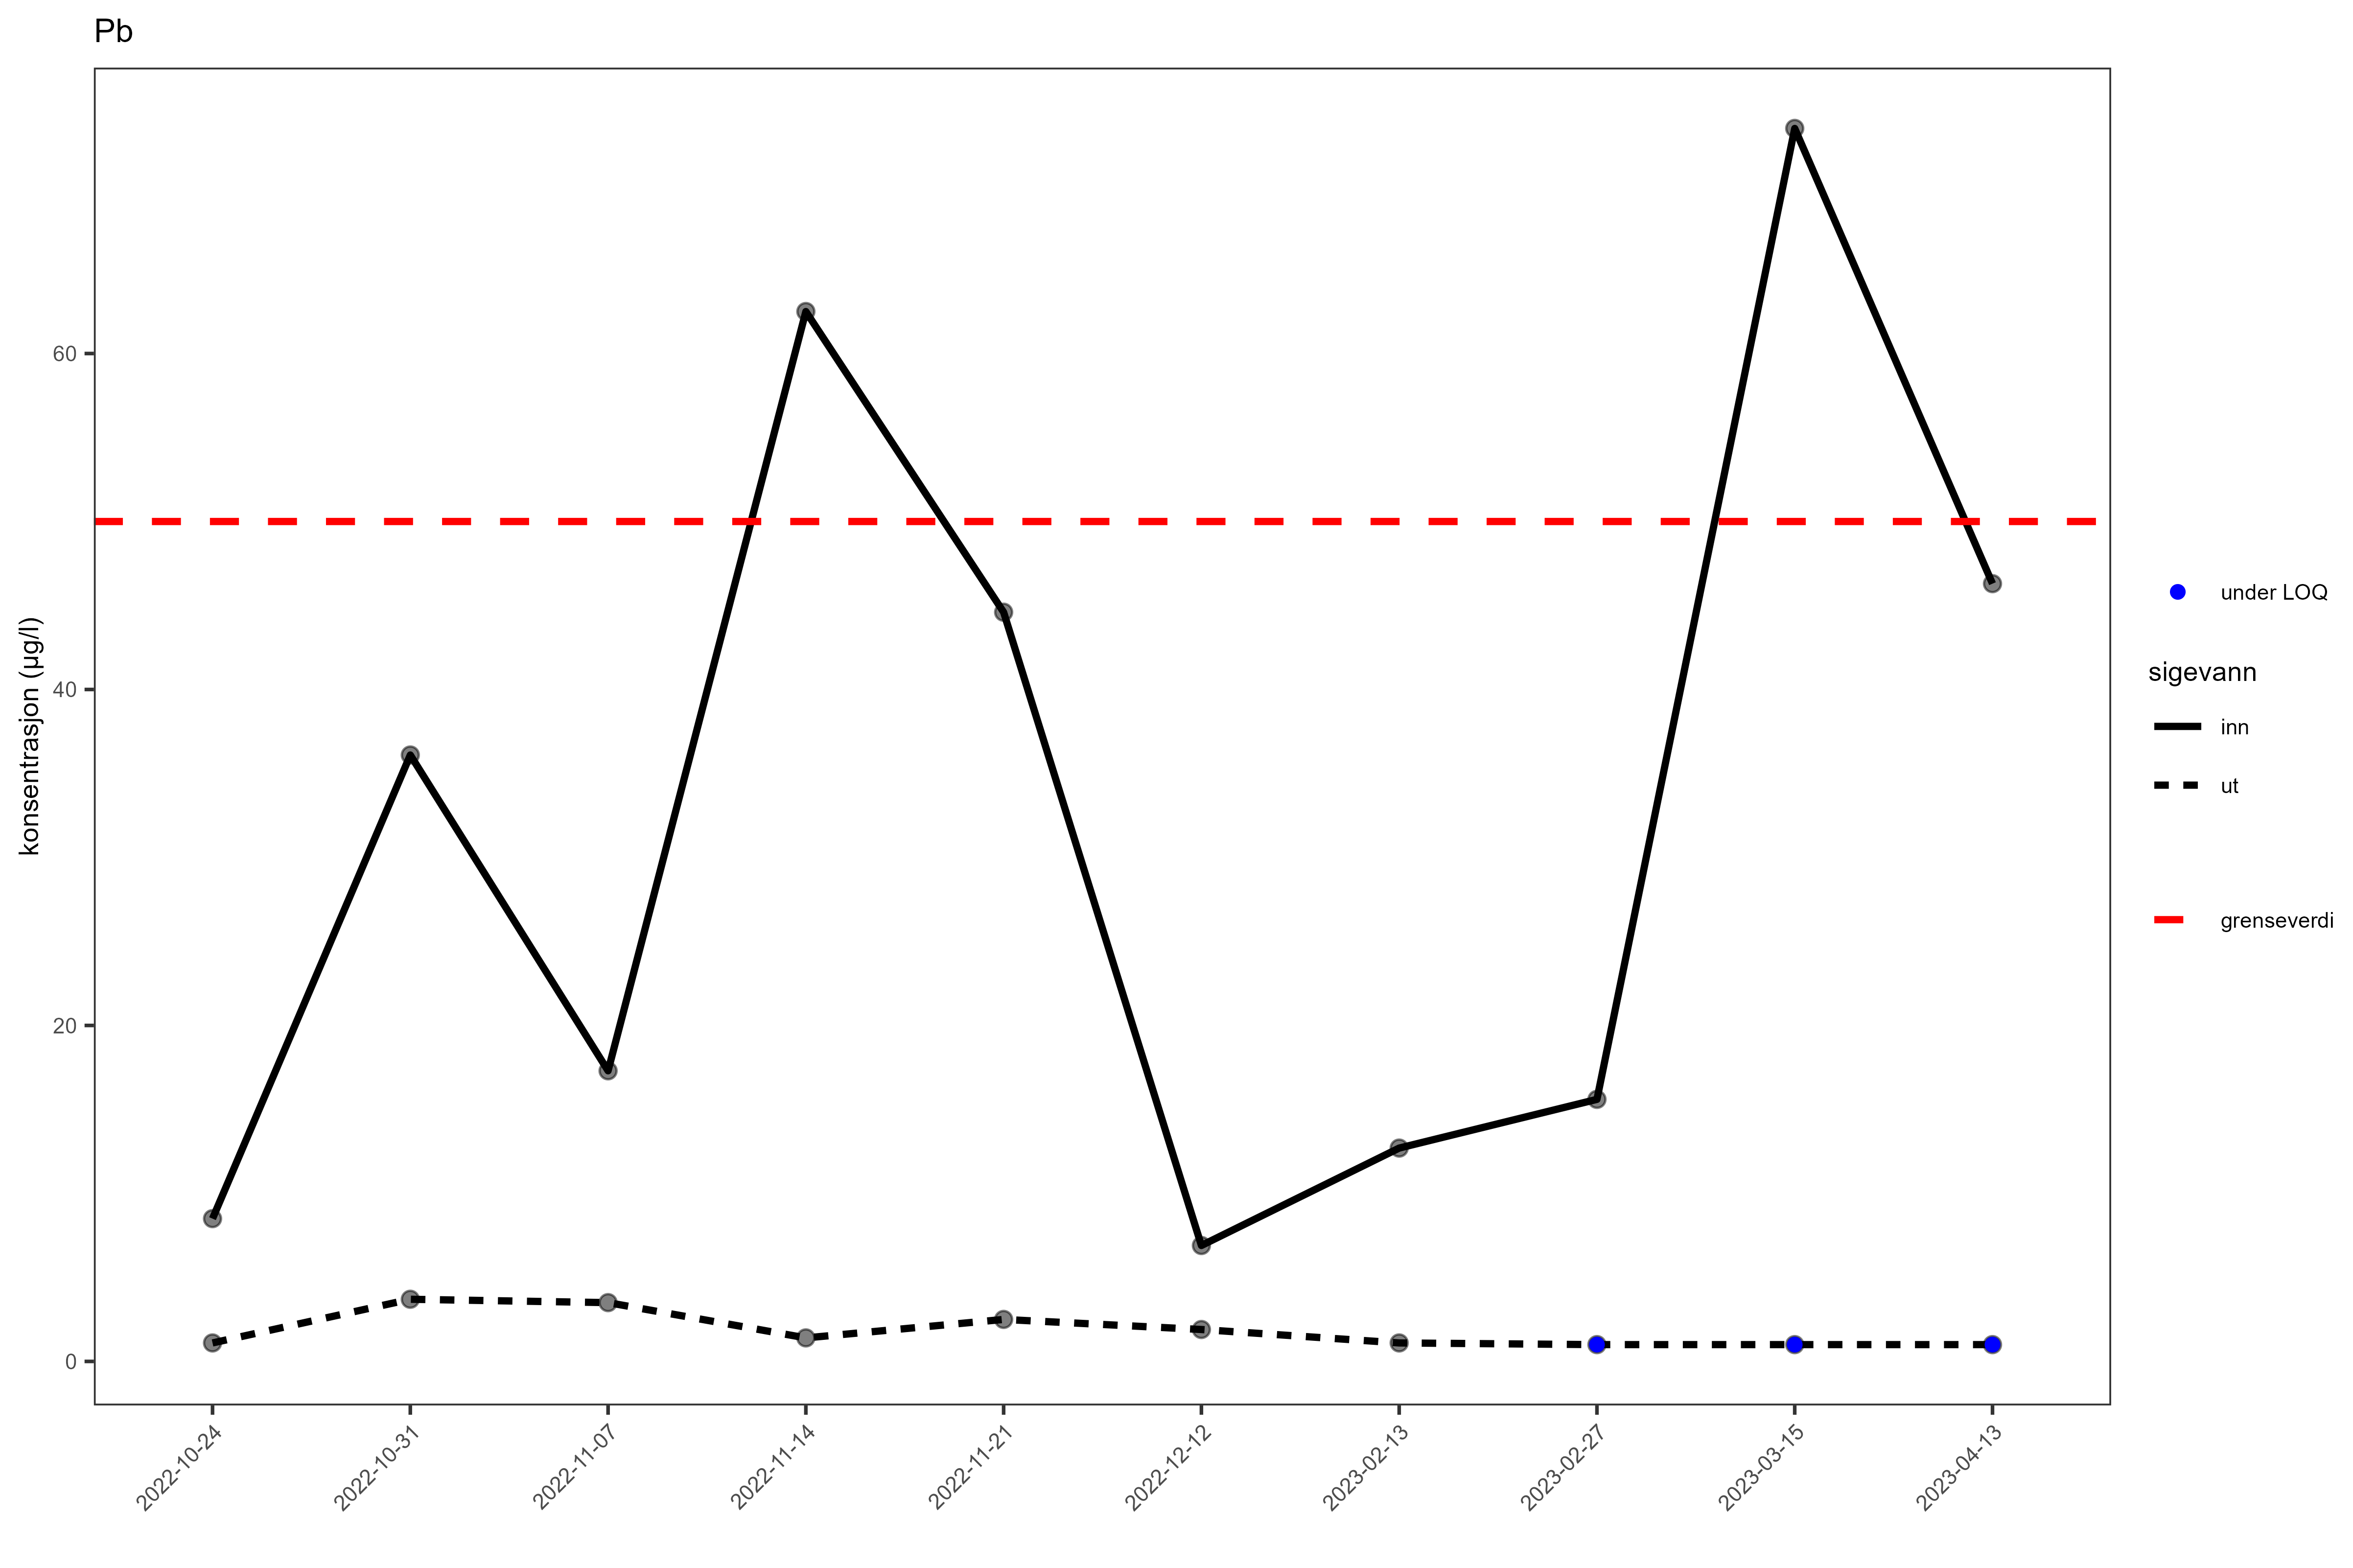 Pb
konsentrasjon (µg/l)
60
40
20
0
2022-10-24
2022-10-31
2022-11-07
2022-11-14
2022-11-21
2022-12-12
2023-02-13
2023-02-27
2023-03-15
2023-04-13
under LOQ
sigevann
inn
ut
grenseverdi